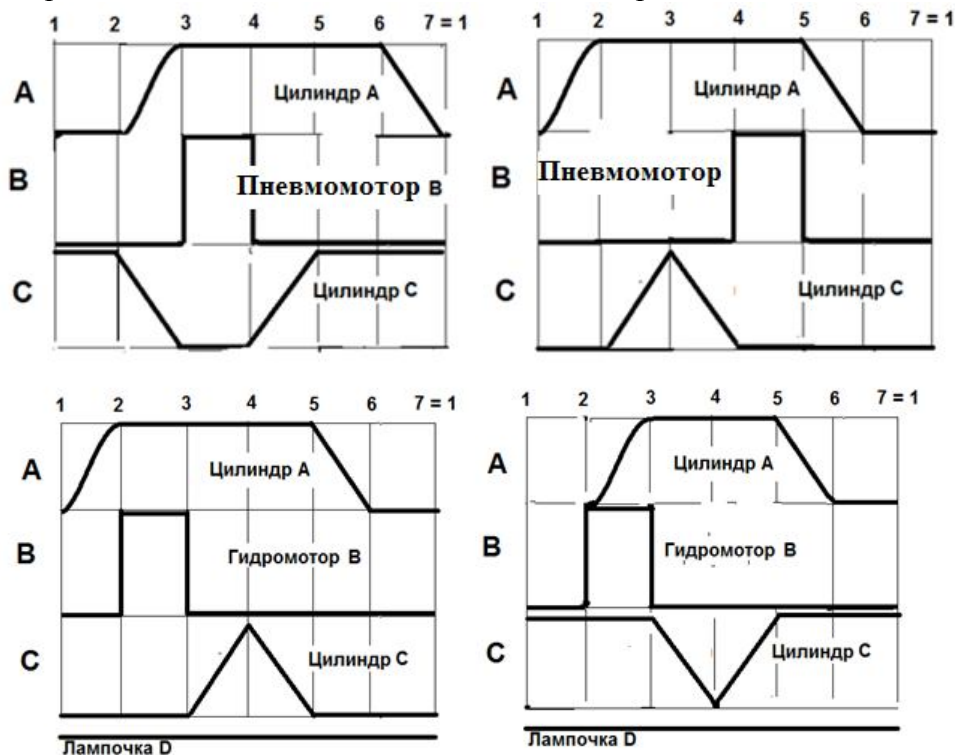 1 2 3 4 5 6 7 = 1
A
Цилиндр А
B
Пневмомотор В
C
Цилиндр С
1 2 3 4 5 6 7 = 1
A
Цилиндр А
B
Пневмомотор
C
Цилиндр С
1 2 3 4 5 6 7 = 1
A
Цилиндр А
B
Гидромотор В
C
Цилиндр С
Лампочка D
1 2 3 4 5 6 7 = 1
A
Цилиндр А
B
Гидромотор В
C
Цилиндр С
Лампочка D